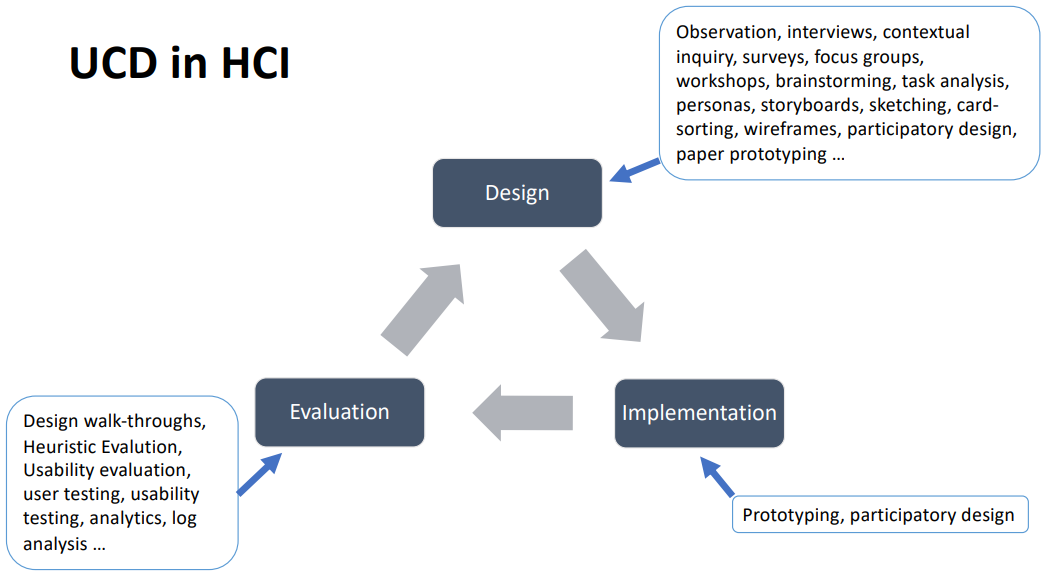 UCD in HCI
Observation, interviews, contextual
inquiry, surveys, focus groups,
workshops, brainstorming, task analysis,
personas, storyboards, sketching, card-
sorting, wireframes, participatory design,
paper prototyping ...
Design
Evaluation
Implementation
Design walk-throughs,
Heuristic Evalution,
Usability evaluation,
user testing, usability
testing, analytics, log
analysis ...
Prototyping, participatory design